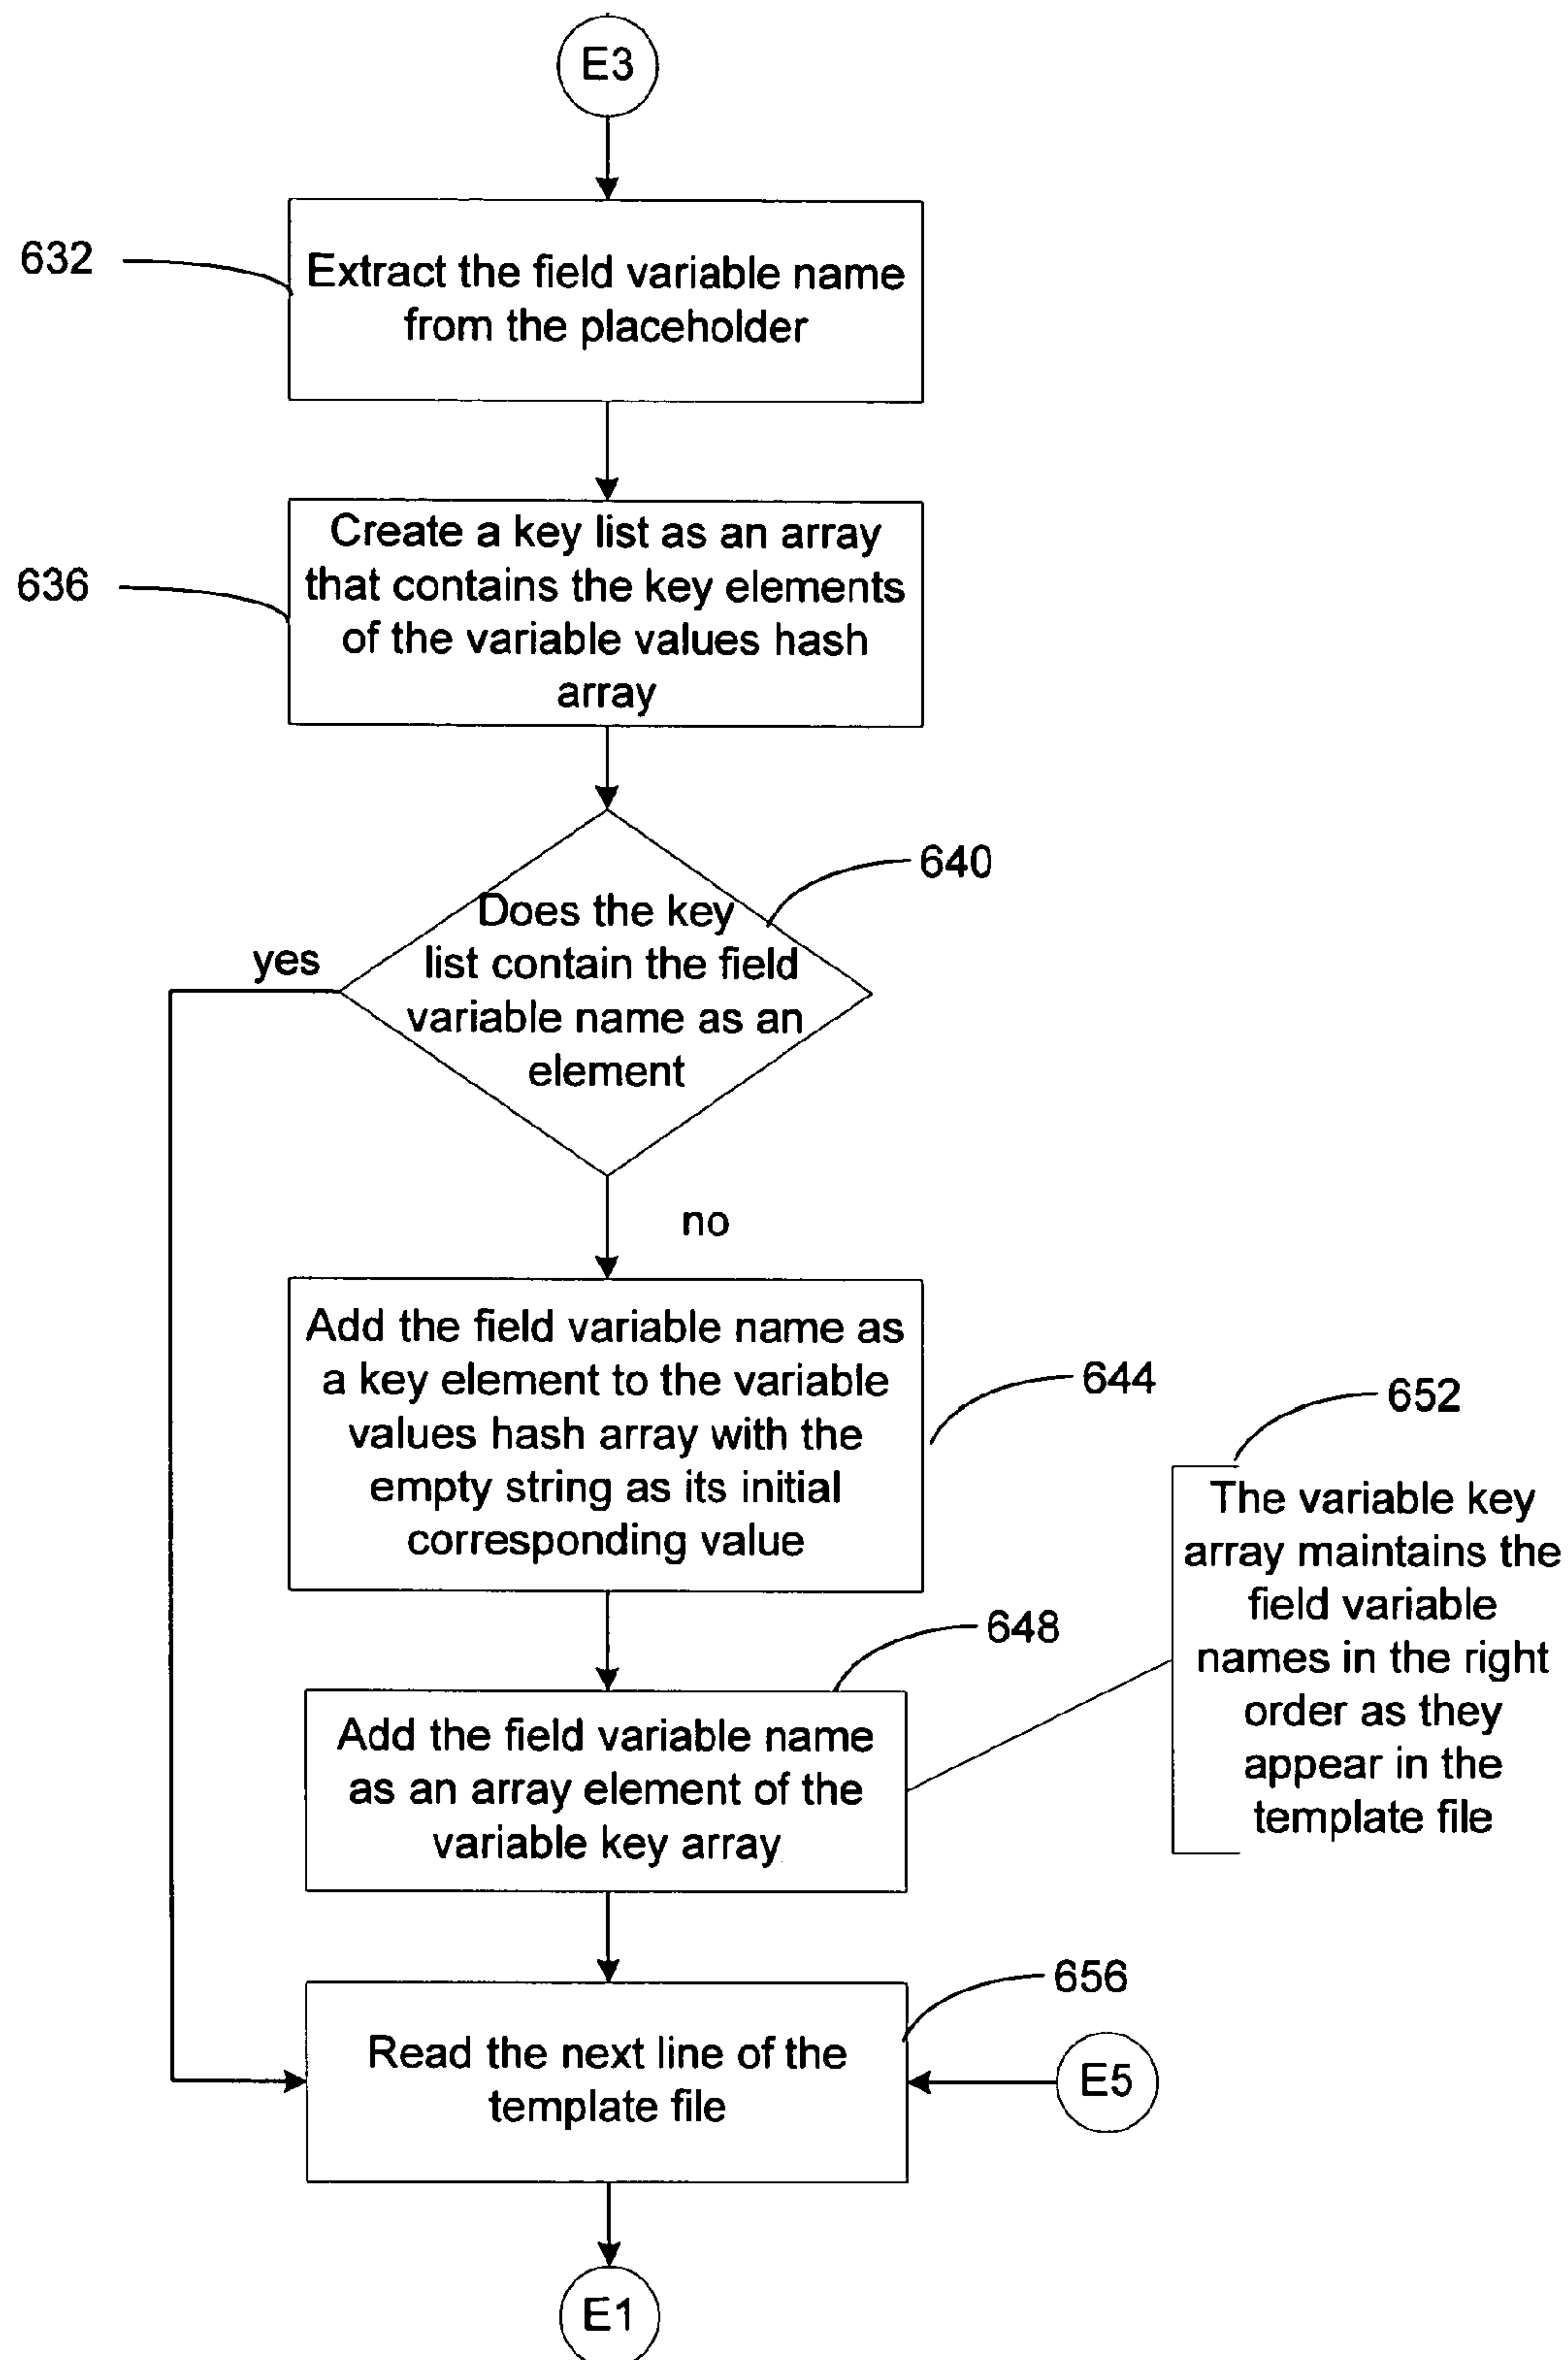 E3
632
Extract the field variable name
from the placeholder
636
Create a key list as an array
that contains the key elements
of the variable values hash
array
640
Does the key
list contain the field
variable name as an
element
yes
no
Add the field variable name as
a key element to the variable
values hash array with the
empty string as its initial
corresponding value
644
652
The variable key
array maintains the
field variable
names in the right
order as they
appear in the
template file
648
Add the field variable name
as an array element of the
variable key array
656
Read the next line of the
template file
E5
E1